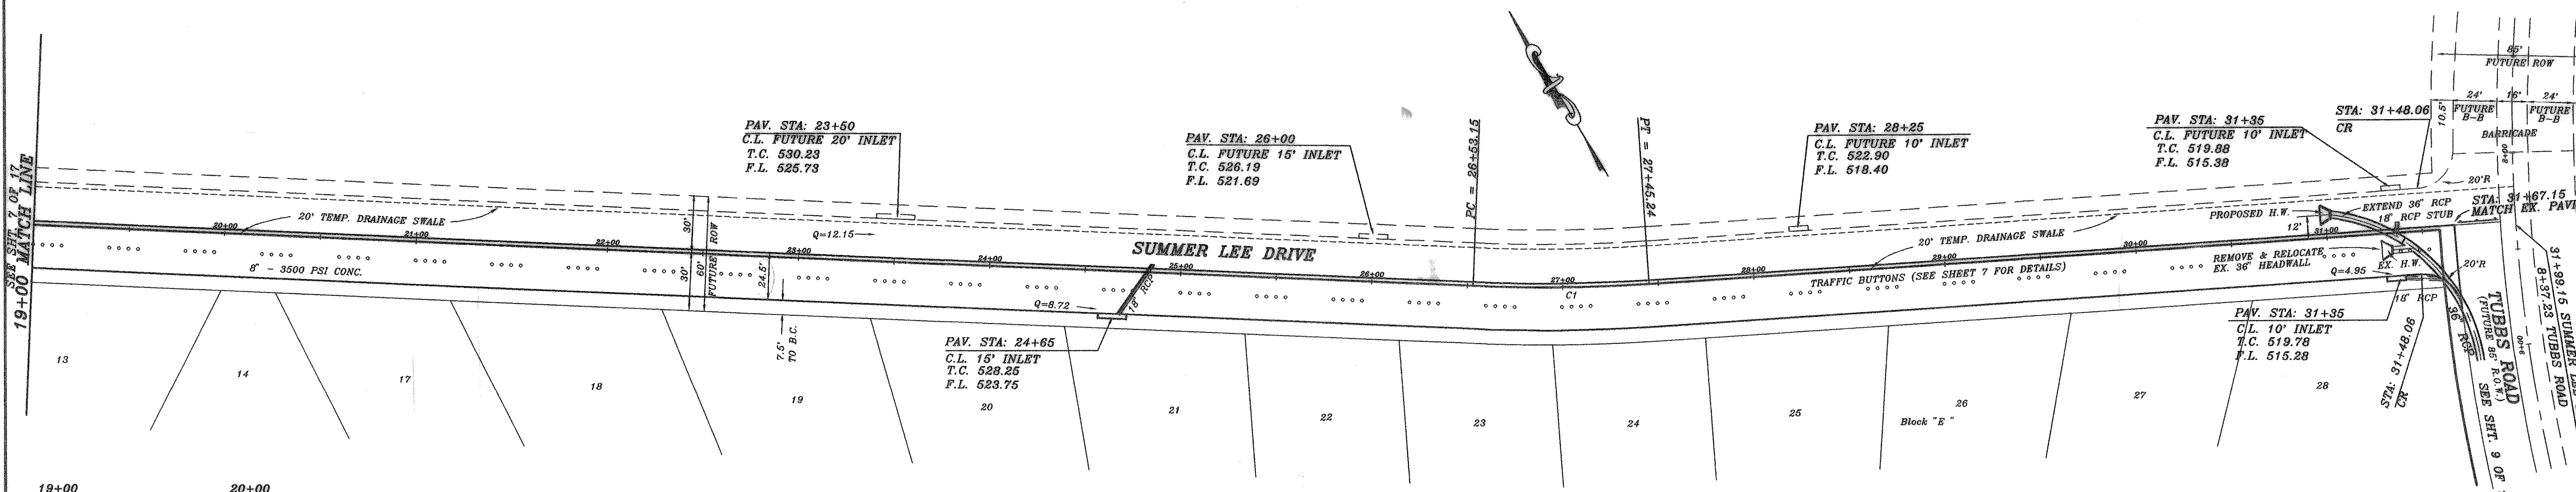 SEE SHT. 7 OF 17
19+00 MATCH LINE
20+00
20' TEMP. DRAINAGE SWALE
21+00
22+00
8" - 3500 PSI CONC.
30'
30'
60'
FUTURE ROW
24.5'
7.5'
TO B.C.
PAV. STA: 23+50
C.L. FUTURE 20' INLET
T.C. 530.23
F.L. 525.73
Q=12.15
23+00
24+00
SUMMER LEE DRIVE
25+00
18" RCP
Q=8.72
PAV. STA: 24+65
C.L. 15' INLET
T.C. 528.25
F.L. 523.75
PAV. STA: 26+00
C.L. FUTURE 15' INLET
T.C. 526.19
F.L. 521.69
26+00
PC = 26+53.15
27+00
C1
PT = 27+45.24
28+00
PAV. STA: 28+25
C.L. FUTURE 10' INLET
T.C. 522.90
F.L. 518.40
20' TEMP. DRAINAGE SWALE
29+00
TRAFFIC BUTTONS (SEE SHEET 7 FOR DETAILS)
30+00
PAV. STA: 31+35
C.L. FUTURE 10' INLET
T.C. 519.88
F.L. 515.38
STA: 31+48.06
CR
PROPOSED H.W.
EXTEND 36" RCP
18" RCP STUB
12'
31+00
REMOVE & RELOCATE
EX. 36" HEADWALL
EX. H.W.
Q=4.95
20'R
18" RCP
PAV. STA: 31+35
C.L. 10' INLET
T.C. 519.78
F.L. 515.28
STA: 31+48.06
CR
36" RCP
85'
FUTURE ROW
24'
16'
24'
FUTURE
B-B
FUTURE
B-B
10.5'
BARRICADE
8+00
20'R
STA: 31+67.15
MATCH EX. PAV
31+99.15 SUMMER LEE
8+37.23 TUBBS ROAD
9+00
TUBBS ROAD
(FUTURE 85' R.O.W.)
SEE SHT. 9 OF
13
14
17
18
19
20
21
22
23
24
25
26
27
28
Block "E "
19+00
20+00